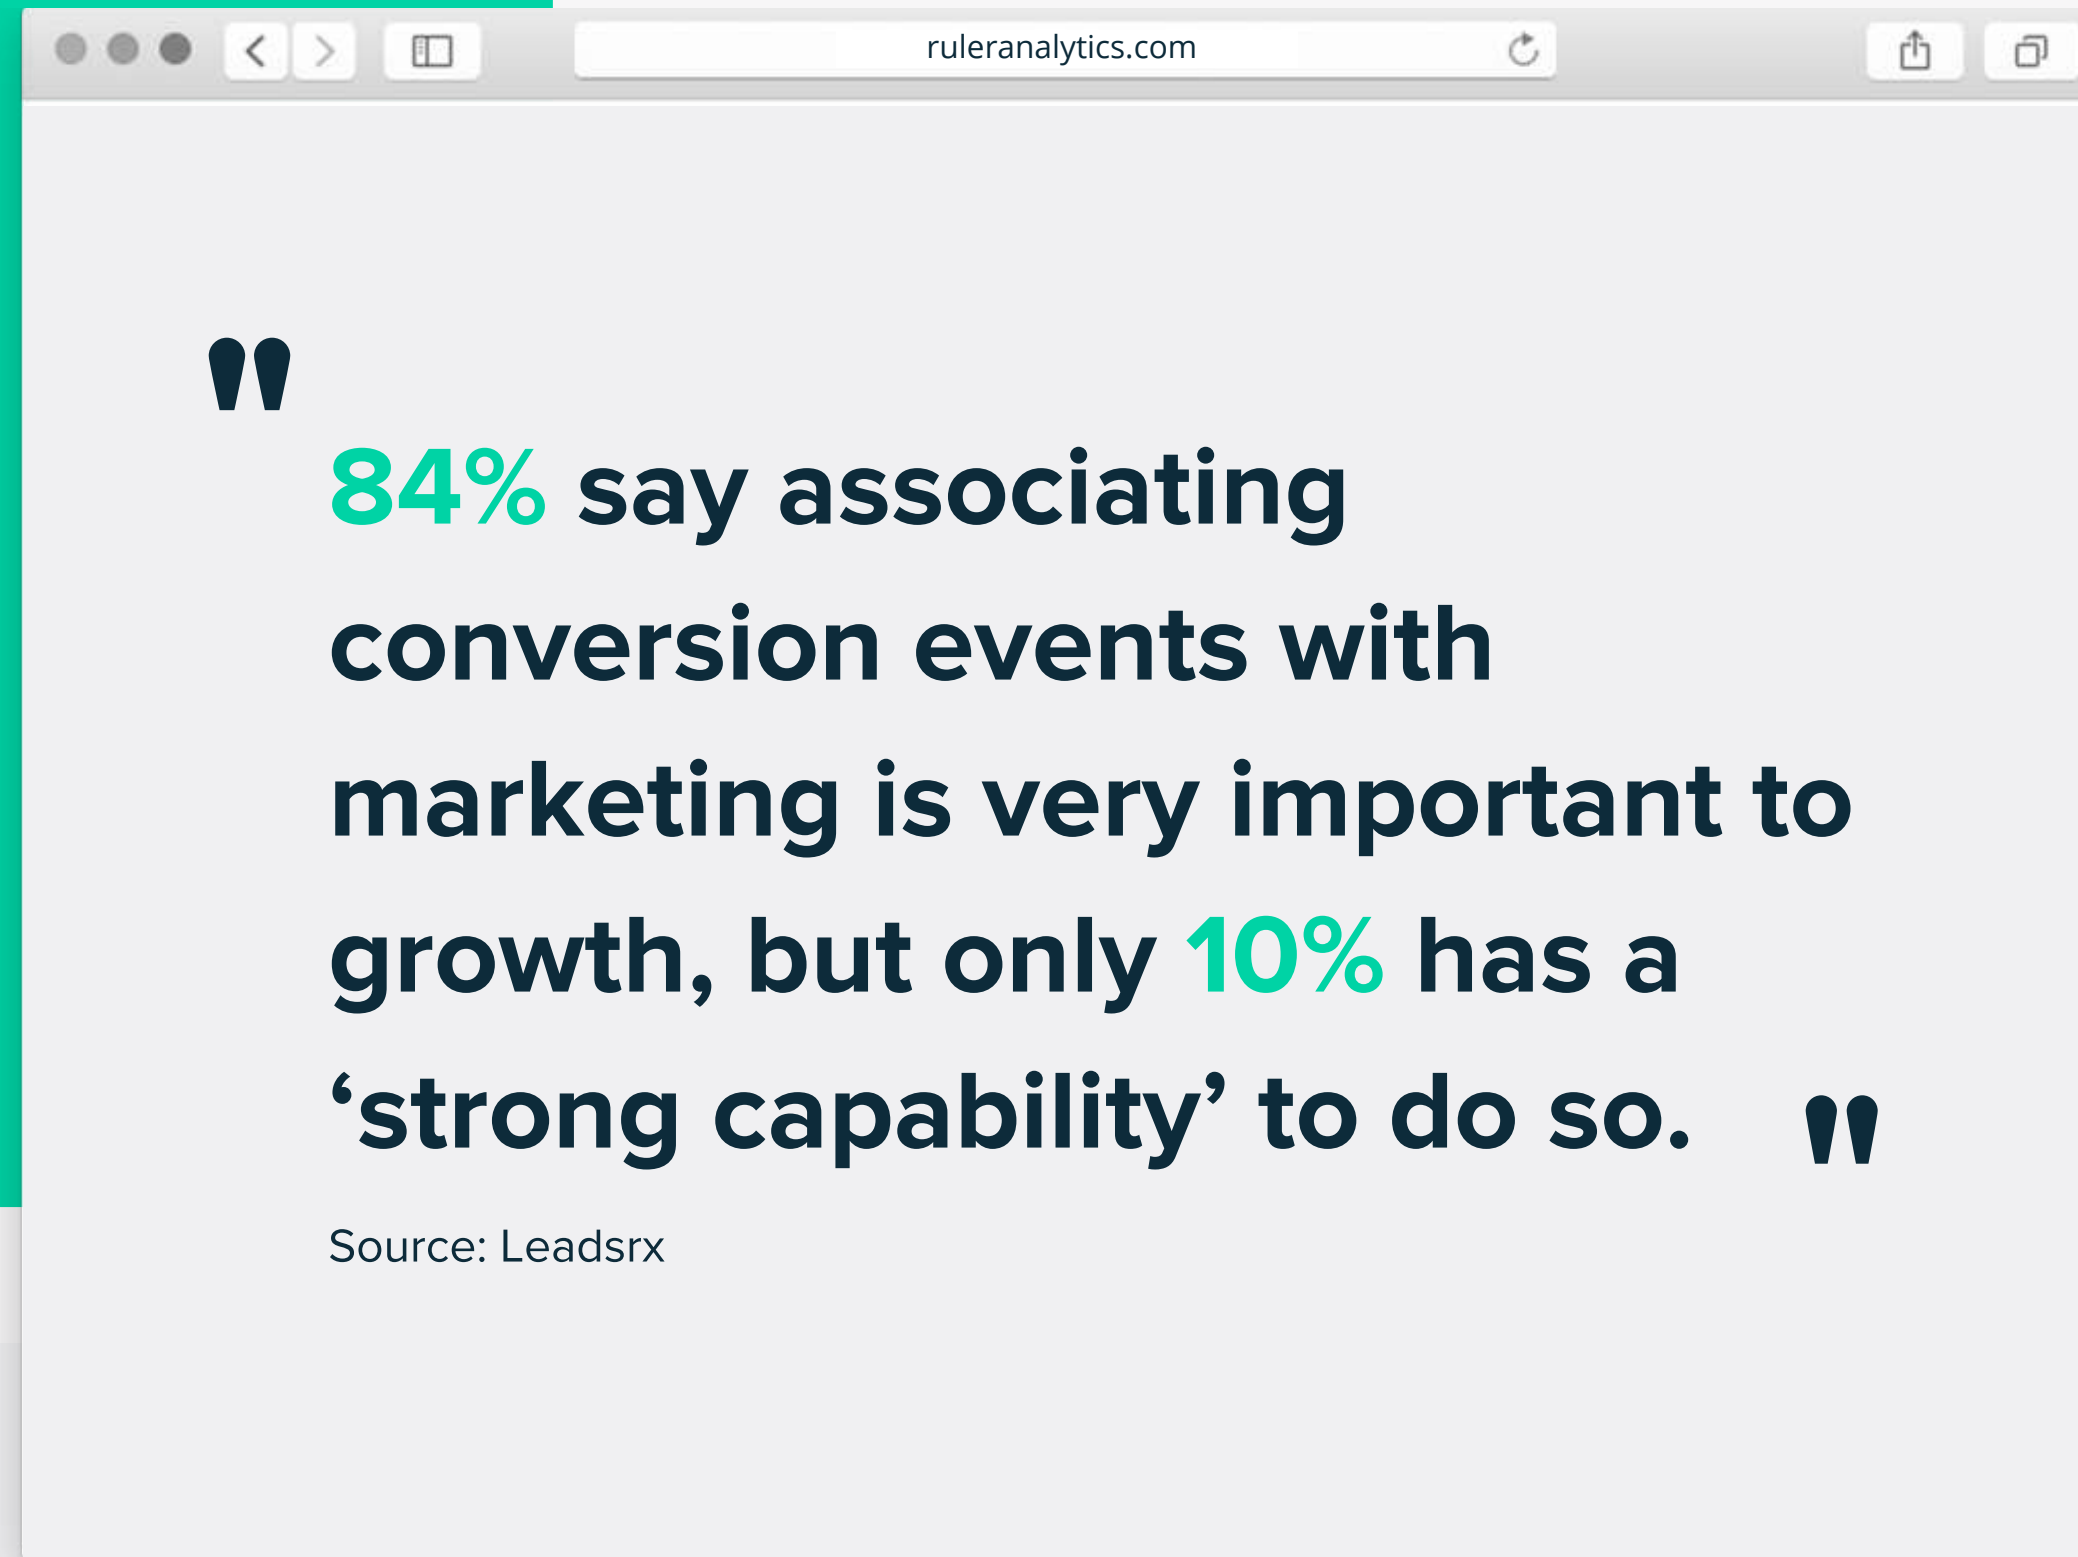 ruleranalytics.com
"
84% say associating
conversion events with
marketing is very important to
growth, but only 10% has a
‘strong capability’ to do so. "
Source: Leadsrx